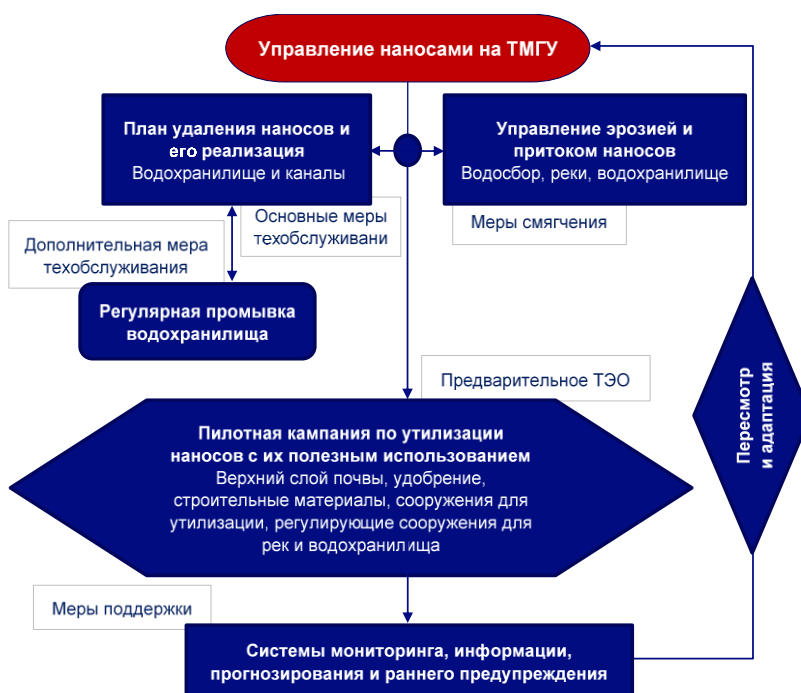 Управление наносами на ТМГУ
План удаления наносов и
его реализация
Водохранилище и каналы
Управление эрозией и
притоком наносов
Водосбор, реки, водохранилище
Основные меры
техобслуживани
Меры смягчения
Дополнительная мера
техобслуживания
Регулярная промывка
водохранилища
Предварительное ТЭО
Пересмотр
и адаптация
Пилотная кампания по утилизации
наносов с их полезным использованием
Верхний слой почвы, удобрение,
строительные материалы, сооружения для
утилизации, регулирующие сооружения для
рек и водохранилища
Меры поддержки
Системы мониторинга, информации,
прогнозирования и раннего предупреждения